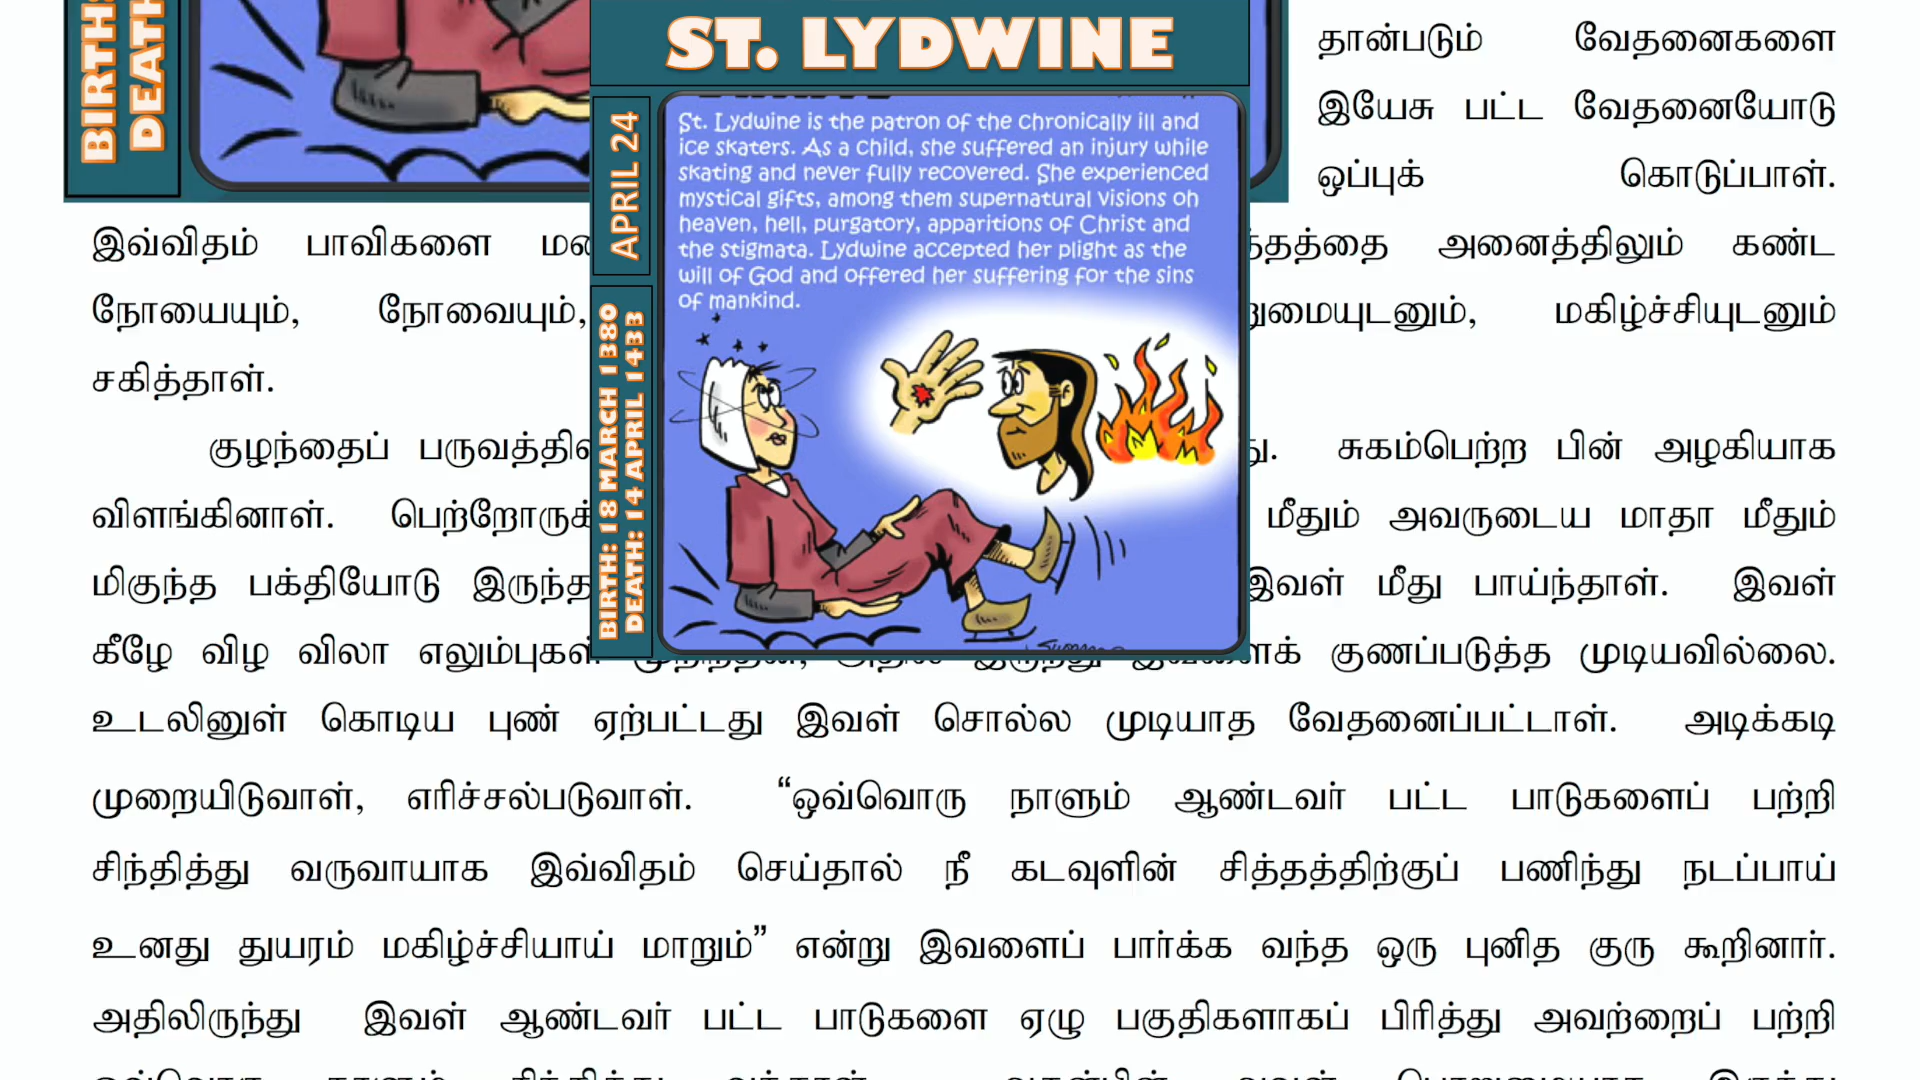 BIRTH:
DEATH
ST. LYDWINE
APRIL 24
BIRTH: 18 MARCH 1380
DEATH: 14 APRIL 1433
St. Lydwine is the patron of the chronically ill and
ice skaters. As a child, she suffered an injury while
skating and never fully recovered. She experienced
mystical gifts, among them supernatural visions oh
heaven, hell, purgatory, apparitions of Christ and
the stigmata. Lydwine accepted her plight as the
will of God and offered her suffering for the sins
of mankind.
தான்படும் வேதனைகளை
இயேசு பட்ட வேதனையோடு
ஒப்புக் கொடுப்பாள்.
இவ்விதம் பாவிகளை அனைத்திலும் கண்ட
நோயையும், நோவையும், மகிழ்ச்சியுடனும்
சகித்தாள்.
குழந்தைப் சுகம்பெற்ற பின் அழகியாக
விளங்கினாள். மீதும் அவருடைய மாதா மீதும்
மிகுந்த பக்தியோடு இவள் மீது பாய்ந்தாள். இவள்
கீழே விழ விலா எலும்புகள் குணப்படுத்த முடியவில்லை.
உடலினுள் கொடிய புண் ஏற்பட்டது இவள் சொல்ல முடியாத வேதனைப்பட்டாள். அடிக்கடி
முறையிடுவாள், எரிச்சல்படுவாள். “ஒவ்வொரு நாளும் ஆண்டவர் பட்ட பாடுகளைப் பற்றி
சிந்தித்து வருவாயாக இவ்விதம் செய்தால் நீ கடவுளின் சித்தத்திற்குப் பணிந்து நடப்பாய்
உனது துயரம் மகிழ்ச்சியாய் மாறும்” என்று இவளைப் பார்க்க வந்த ஒரு புனித குரு கூறினார்.
அதிலிருந்து இவள் ஆண்டவர் பட்ட பாடுகளை ஏழு பகுதிகளாகப் பிரித்து அவற்றைப் பற்றி